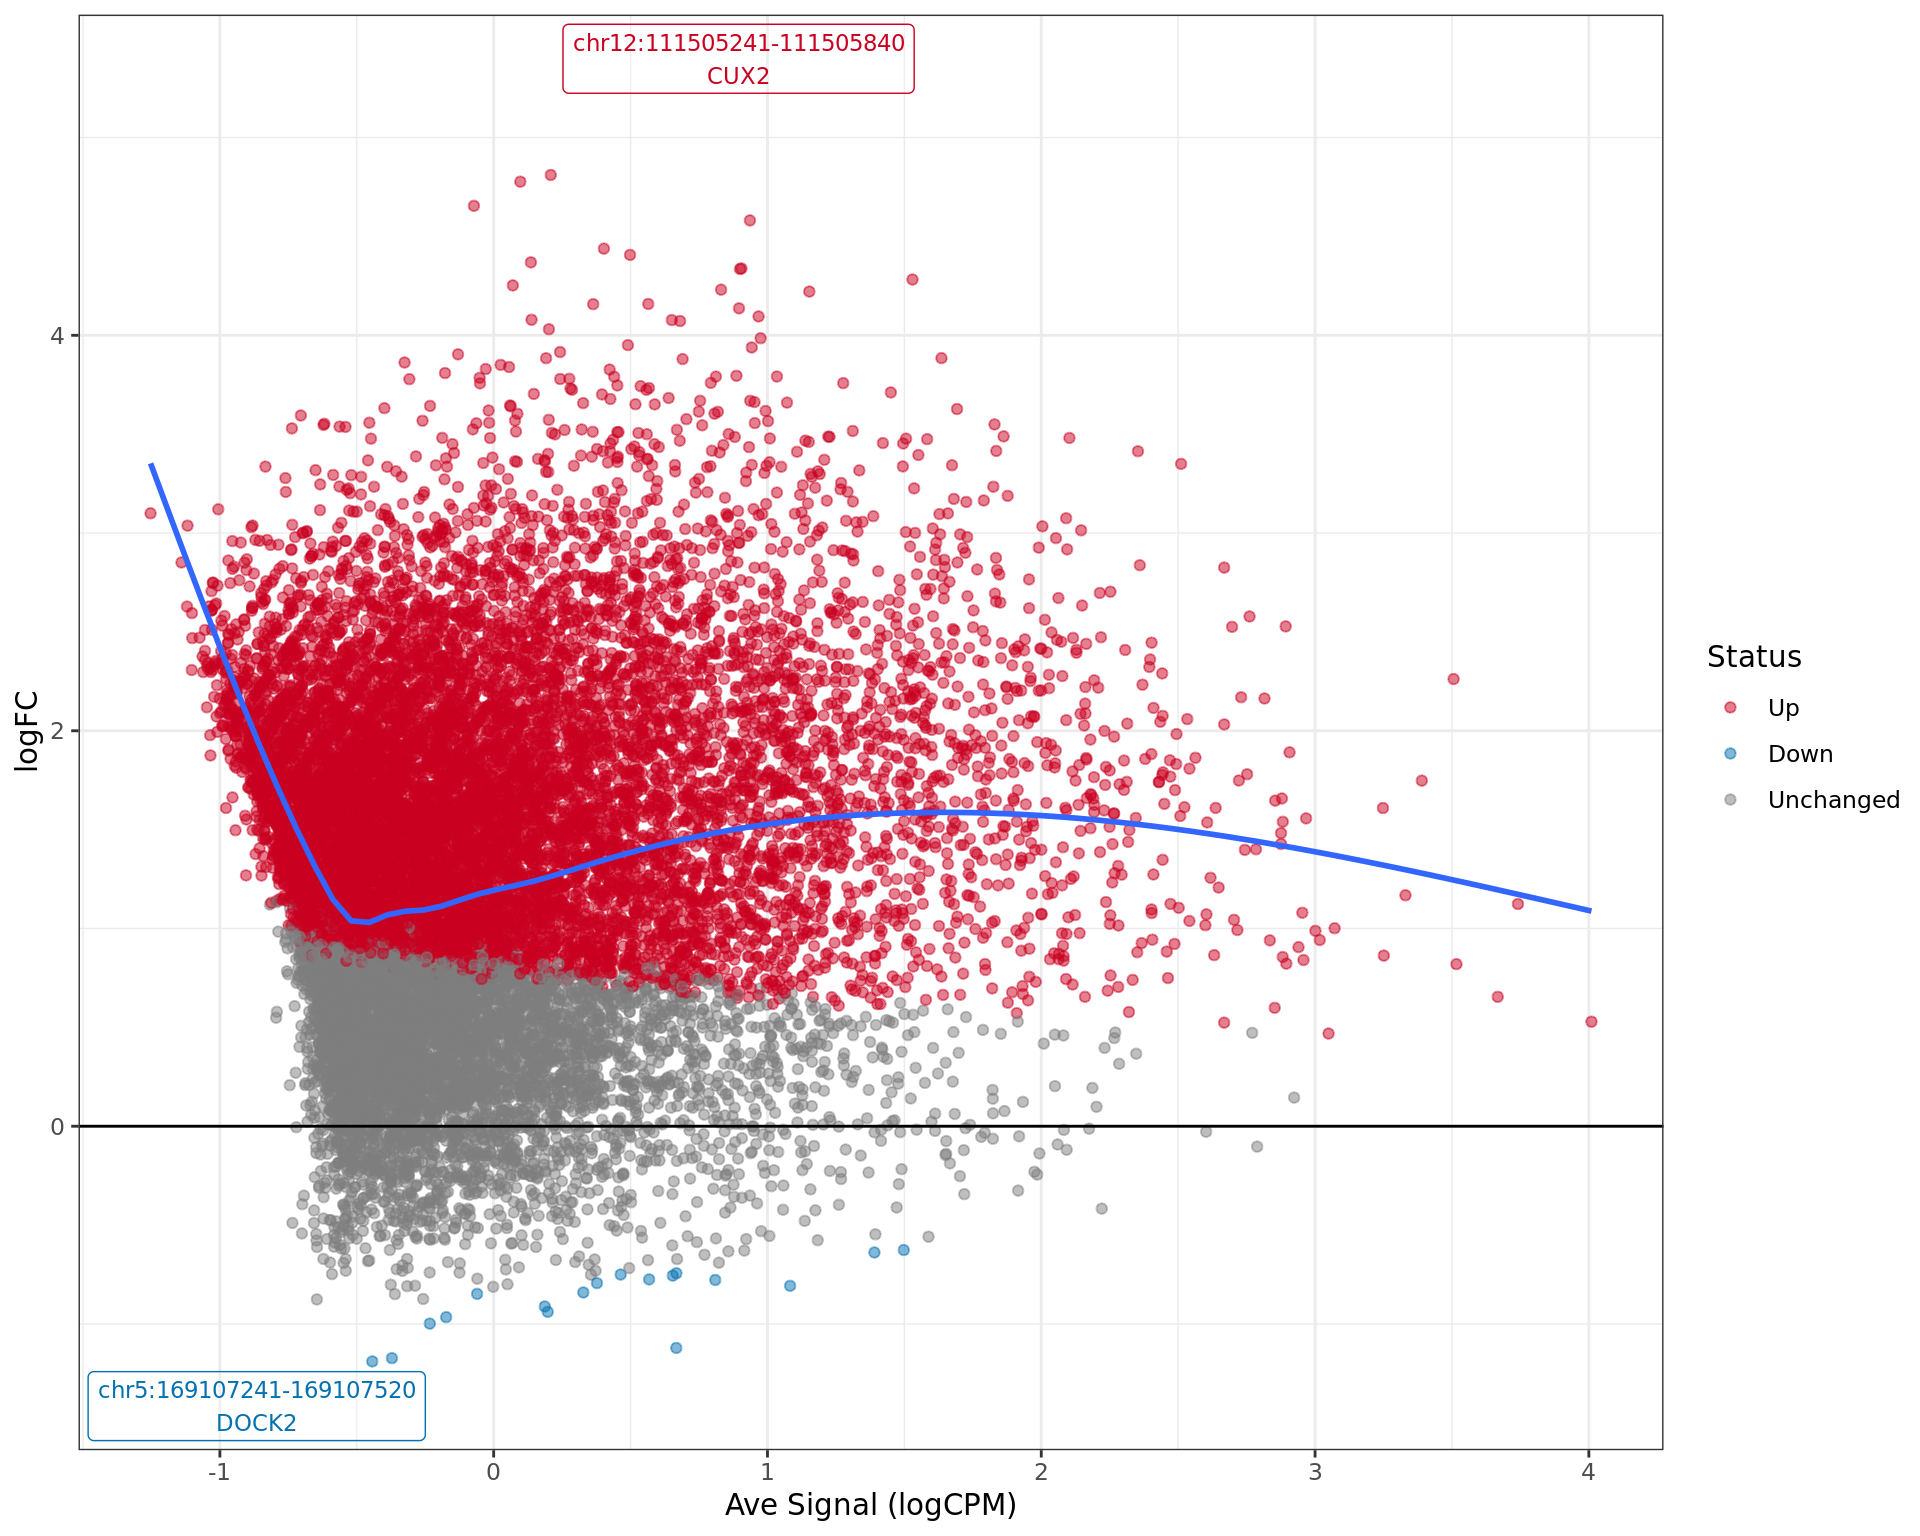 chr12:111505241-111505840
CUX2
4
2
0
logFC
chr5:169107241-169107520
DOCK2
-1 0 1 2 3 4
Ave Signal (logCPM)
Status
Up
Down
Unchanged